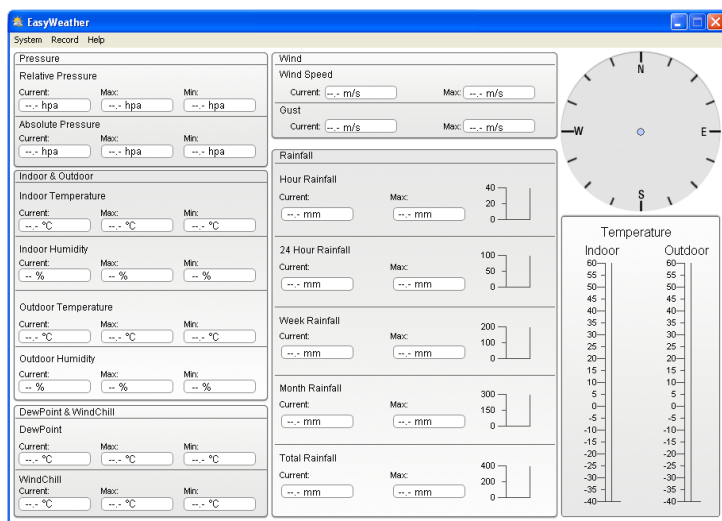 EasyWeather
System Record Help
Pressure
Relative Pressure
Current: Max: Min:
--.- hpa --.- hpa --.- hpa
Absolute Pressure
--.- hpa --.- hpa --.- hpa
Indoor & Outdoor
Indoor Temperature
Current: Max: Min:
--.- °C --.- °C --.- °C
Indoor Humidity
Current: Max: Min:
-- % -- % -- %
Outdoor Temperature
Current: Max: Min:
--.- °C --.- °C --.- °C
Outdoor Humidity
Current: Max: Min:
-- % -- % -- %
DewPoint & WindChill
DewPoint
Current: Max: Min:
--.- °C --.- °C --.- °C
WindChill
Current: Max: Min:
--.- °C --.- °C --.- °C
Wind
Wind Speed
Current: --.- m/s Max: --.- m/s
Gust
Current: --.- m/s Max: --.- m/s
Rainfall
Hour Rainfall
Current: Max:
--.- mm --.- mm
40
20
0
24 Hour Rainfall
Current: Max:
--.- mm --.- mm
100
50
0
Week Rainfall
Current: Max:
--.- mm --.- mm
200
100
0
Month Rainfall
Current: Max:
--.- mm --.- mm
300
150
0
Total Rainfall
Current: Max:
--.- mm --.- mm
400
200
0
N
W E
S
Temperature
Indoor Outdoor
60 60
55 55
50 50
45 45
40 40
35 35
30 30
25 25
20 20
15 15
10 10
5 5
0 0
-5 -5
-10 -10
-15 -15
-20 -20
-25 -25
-30 -30
-35 -35
-40 -40